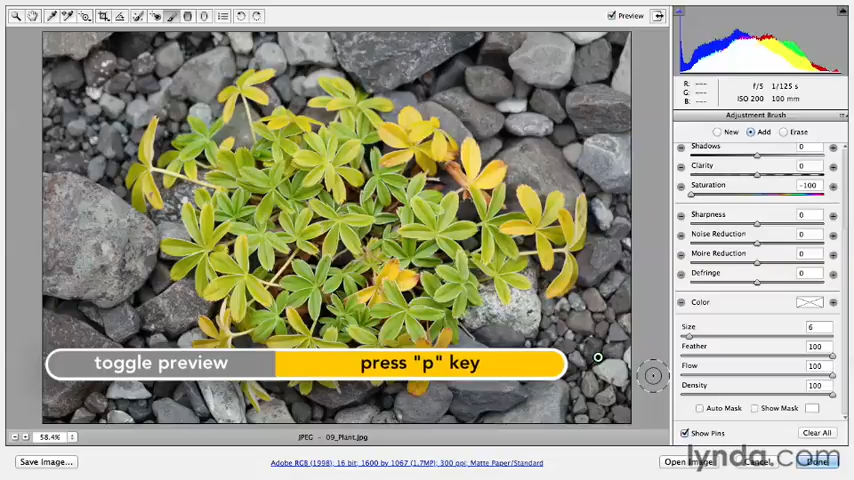 Preview
R: ---
G: ---
B: ---
f/5 1/125 s
ISO 200 100 mm
Adjustment Brush
New Add Erase
Shadows 0
Clarity 0
Saturation -100
Sharpness 0
Noise Reduction 0
Moire Reduction 0
Defringe 0
Color
Size 6
Feather 100
Flow 100
Density 100
Auto Mask Show Mask
Show Pins Clear All
toggle preview press "p" key
58.4% JPEG - 09_Plant.jpg
Save Image... Adobe RGB (1998); 16 bit; 1600 by 1067 (1.7MP); 300 ppi; Matte Paper/Standard Open Image Cancel Done
lynda.com